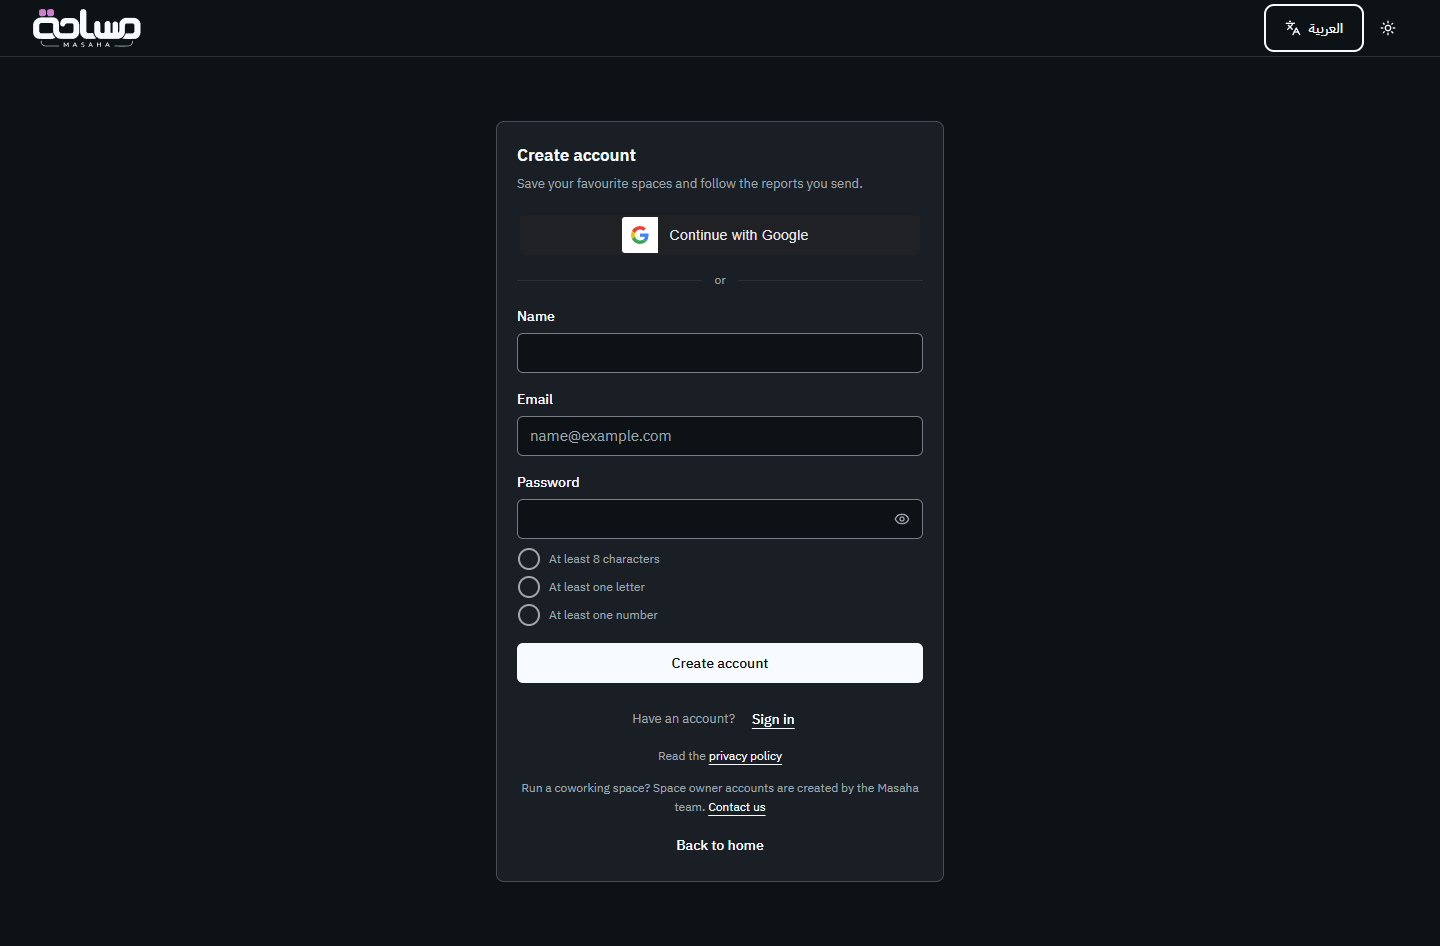 مساحة
MASAHA
العربية
Create account
Save your favourite spaces and follow the reports you send.
Continue with Google
or
Name
Email
name@example.com
Password
At least 8 characters
At least one letter
At least one number
Create account
Have an account? Sign in
Read the privacy policy
Run a coworking space? Space owner accounts are created by the Masaha
team. Contact us
Back to home